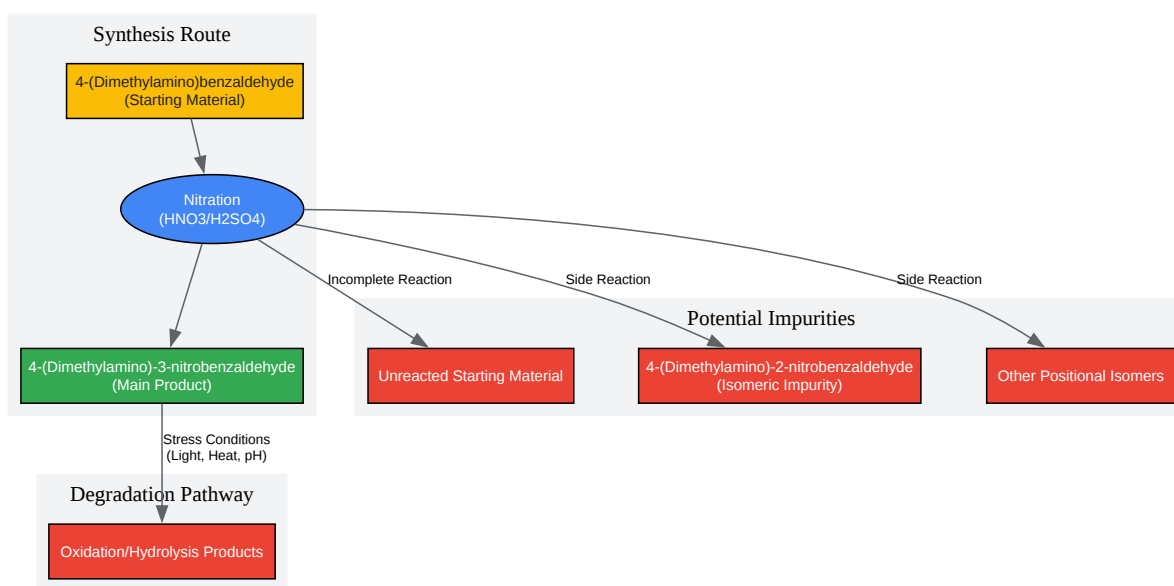 Synthesis Route
4-(Dimethylamino)benzaldehyde
(Starting Material)
Nitration
(HNO3/H2SO4)
Incomplete Reaction
Side Reaction
Side Reaction
Potential Impurities
4-(Dimethylamino)-3-nitrobenzaldehyde
(Main Product)
Unreacted Starting Material
4-(Dimethylamino)-2-nitrobenzaldehyde
(Isomeric Impurity)
Other Positional Isomers
Stress Conditions
(Light, Heat, pH)
Degradation Pathway
Oxidation/Hydrolysis Products